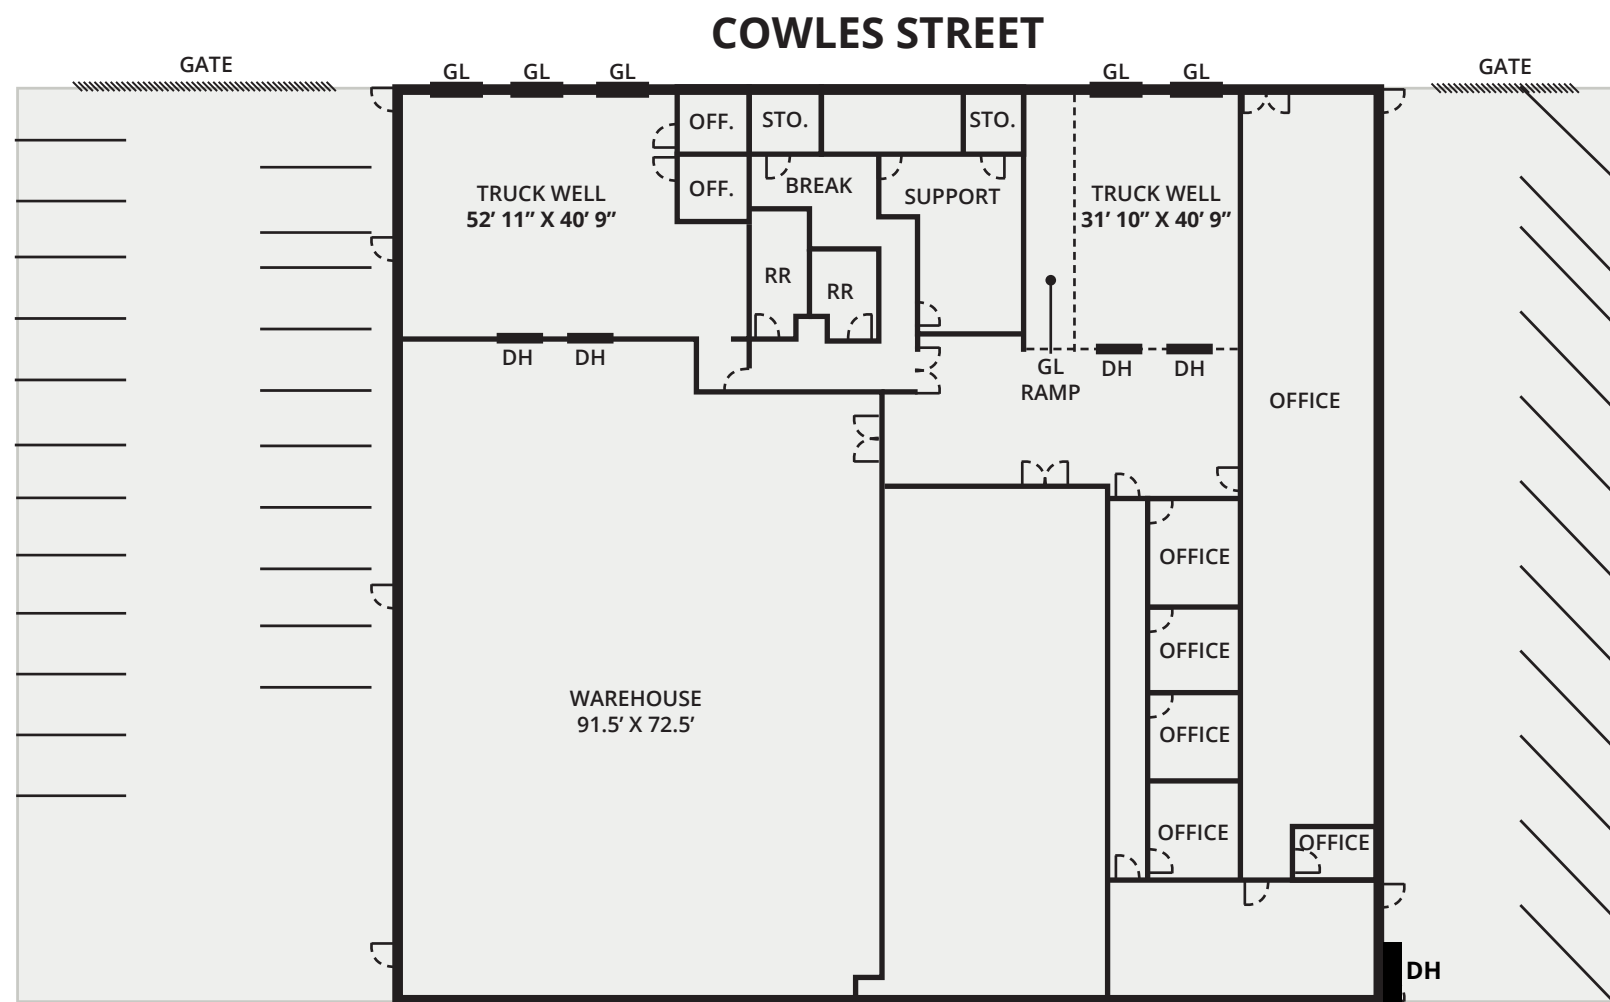 COWLES STREET
GATE
GL
GL
GL
GL
GL
GATE
OFF.
STO.
STO.
OFF.
BREAK
SUPPORT
TRUCK WELL
52’ 11” X 40’ 9”
TRUCK WELL
31’ 10” X 40’ 9”
RR
RR
DH
DH
GL
RAMP
DH
DH
OFFICE
OFFICE
OFFICE
WAREHOUSE
91.5’ X 72.5’
OFFICE
OFFICE
OFFICE
DH